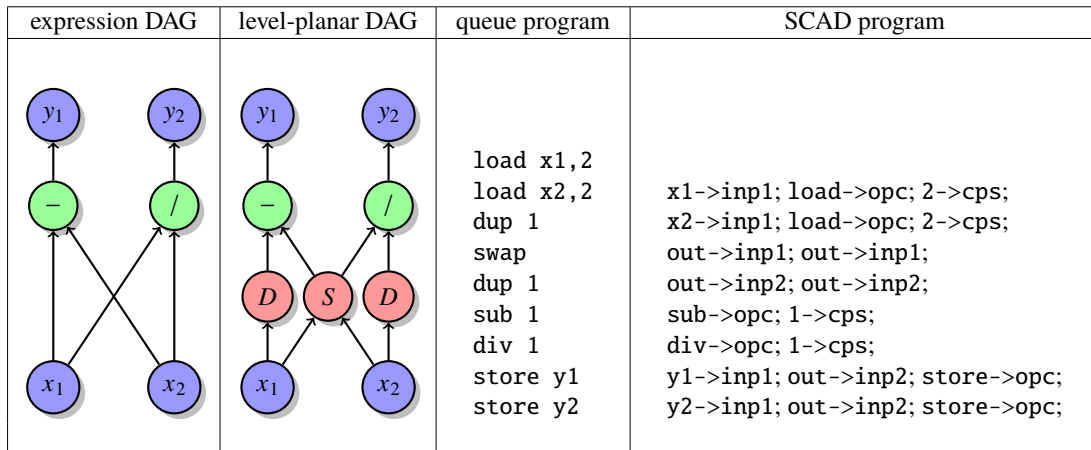 expression DAG level-planar DAG queue program SCAD program
y1 y2 y1 y2
load x1,2
− / − / load x2,2 x1->inp1; load->opc; 2->cps;
dup 1 x2->inp1; load->opc; 2->cps;
swap out->inp1; out->inp1;
D S D dup 1 out->inp2; out->inp2;
sub 1 sub->opc; 1->cps;
div 1 div->opc; 1->cps;
x1 x2 x1 x2 store y1 y1->inp1; out->inp2; store->opc;
store y2 y2->inp1; out->inp2; store->opc;